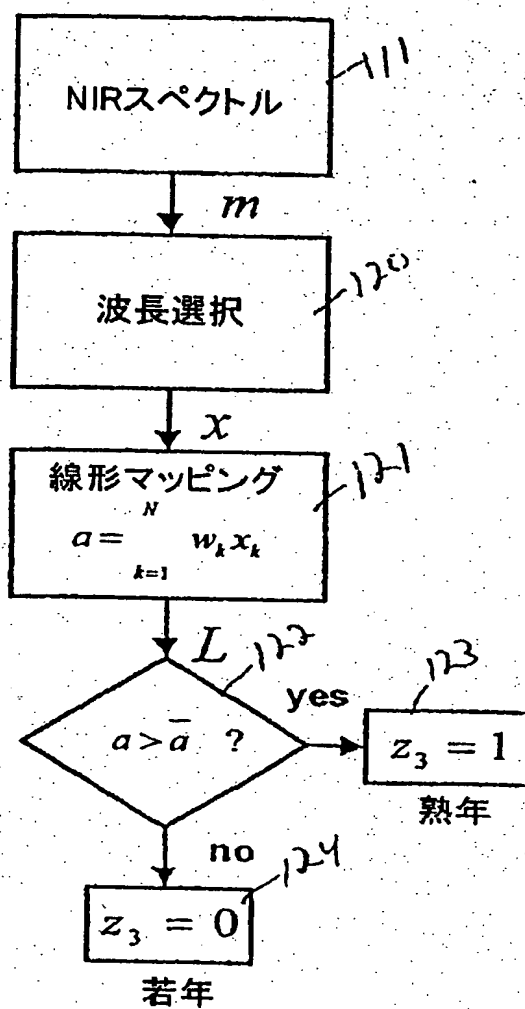 NIRスペクトル
111
m
波長選択
120
x
線形マッピング
121
N
a = w_k x_k
k=1
L
122
a > a̅ ?
yes
123
z_3 = 1
熟年
no
124
z_3 = 0
若年